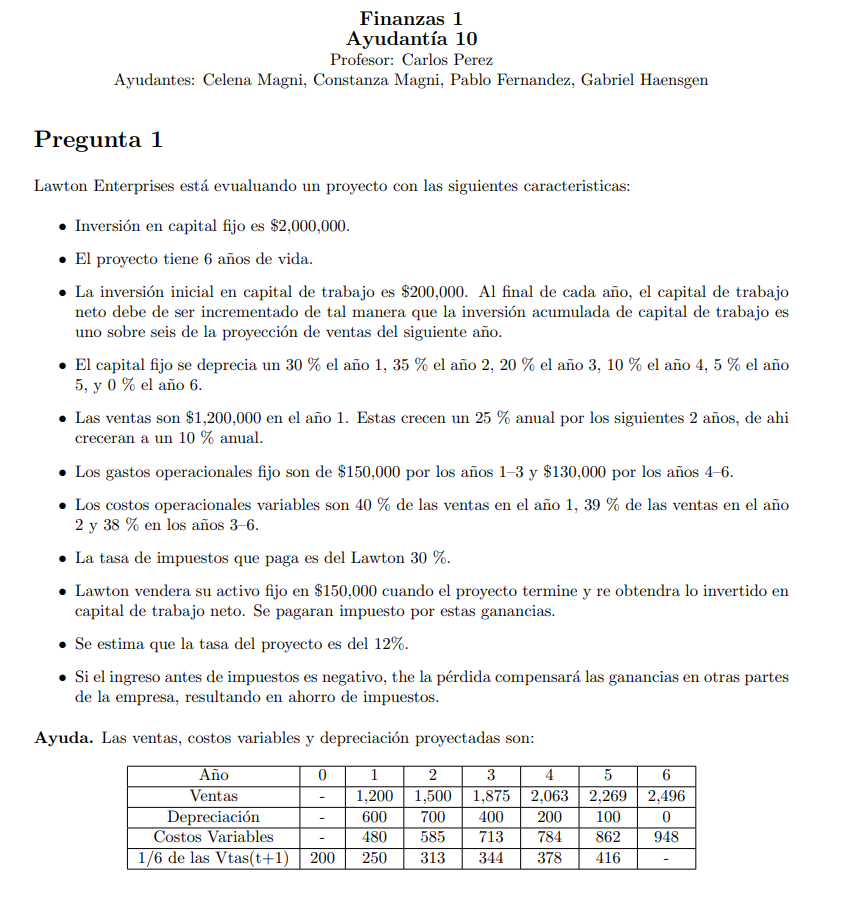 Finanzas 1
Ayudantía 10
Profesor: Carlos Perez
Ayudantes: Celena Magni, Constanza Magni, Pablo Fernandez, Gabriel Haensgen
Pregunta 1
Lawton Enterprises está evualuando un proyecto con las siguientes caracteristicas:
• Inversión en capital fijo es $2,000,000.
• El proyecto tiene 6 años de vida.
• La inversión inicial en capital de trabajo es $200,000. Al final de cada año, el capital de trabajo
neto debe de ser incrementado de tal manera que la inversión acumulada de capital de trabajo es
uno sobre seis de la proyección de ventas del siguiente año.
• El capital fijo se deprecia un 30 % el año 1, 35 % el año 2, 20 % el año 3, 10 % el año 4, 5 % el año
5, y 0 % el año 6.
• Las ventas son $1,200,000 en el año 1. Estas crecen un 25 % anual por los siguientes 2 años, de ahi
creceran a un 10 % anual.
• Los gastos operacionales fijo son de $150,000 por los años 1–3 y $130,000 por los años 4–6.
• Los costos operacionales variables son 40 % de las ventas en el año 1, 39 % de las ventas en el año
2 y 38 % en los años 3–6.
• La tasa de impuestos que paga es del Lawton 30 %.
• Lawton vendera su activo fijo en $150,000 cuando el proyecto termine y re obtendra lo invertido en
capital de trabajo neto. Se pagaran impuesto por estas ganancias.
• Se estima que la tasa del proyecto es del 12%.
• Si el ingreso antes de impuestos es negativo, the la pérdida compensará las ganancias en otras partes
de la empresa, resultando en ahorro de impuestos.
Ayuda. Las ventas, costos variables y depreciación proyectadas son:
Año 0 1 2 3 4 5 6
Ventas - 1,200 1,500 1,875 2,063 2,269 2,496
Depreciación - 600 700 400 200 100 0
Costos Variables - 480 585 713 784 862 948
1/6 de las Vtas(t+1) 200 250 313 344 378 416 -